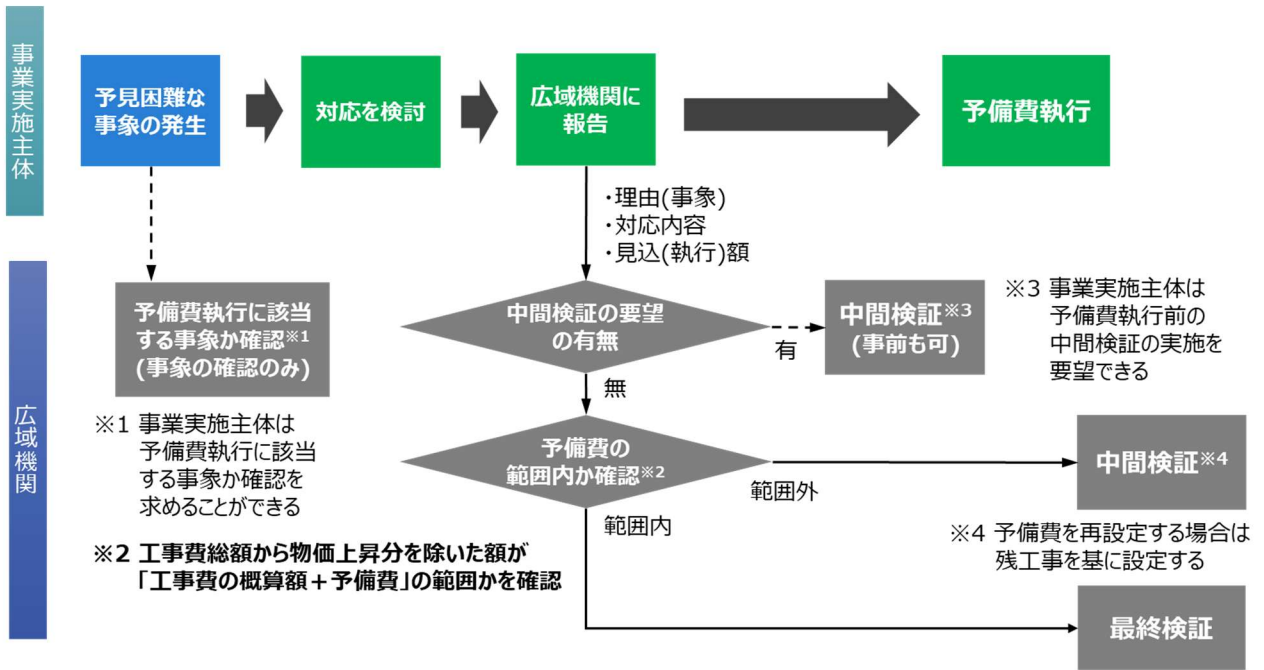 事業実施主体
予見困難な
事象の発生
対応を検討
広域機関に
報告
予備費執行
・理由(事象)
・対応内容
・見込(執行)額
広域機関
予備費執行に該当
する事象か確認※1
(事象の確認のみ)
※1 事業実施主体は
予備費執行に該当
する事象か確認を
求めることができる
中間検証の要望
の有無
有
中間検証※3
(事前も可)
※3 事業実施主体は
予備費執行前の
中間検証の実施を
要望できる
無
予備費の
範囲内か確認※2
範囲外
中間検証※4
※4 予備費を再設定する場合は
残工事を基に設定する
範囲内
※2 工事費総額から物価上昇分を除いた額が
「工事費の概算額＋予備費」の範囲かを確認
最終検証